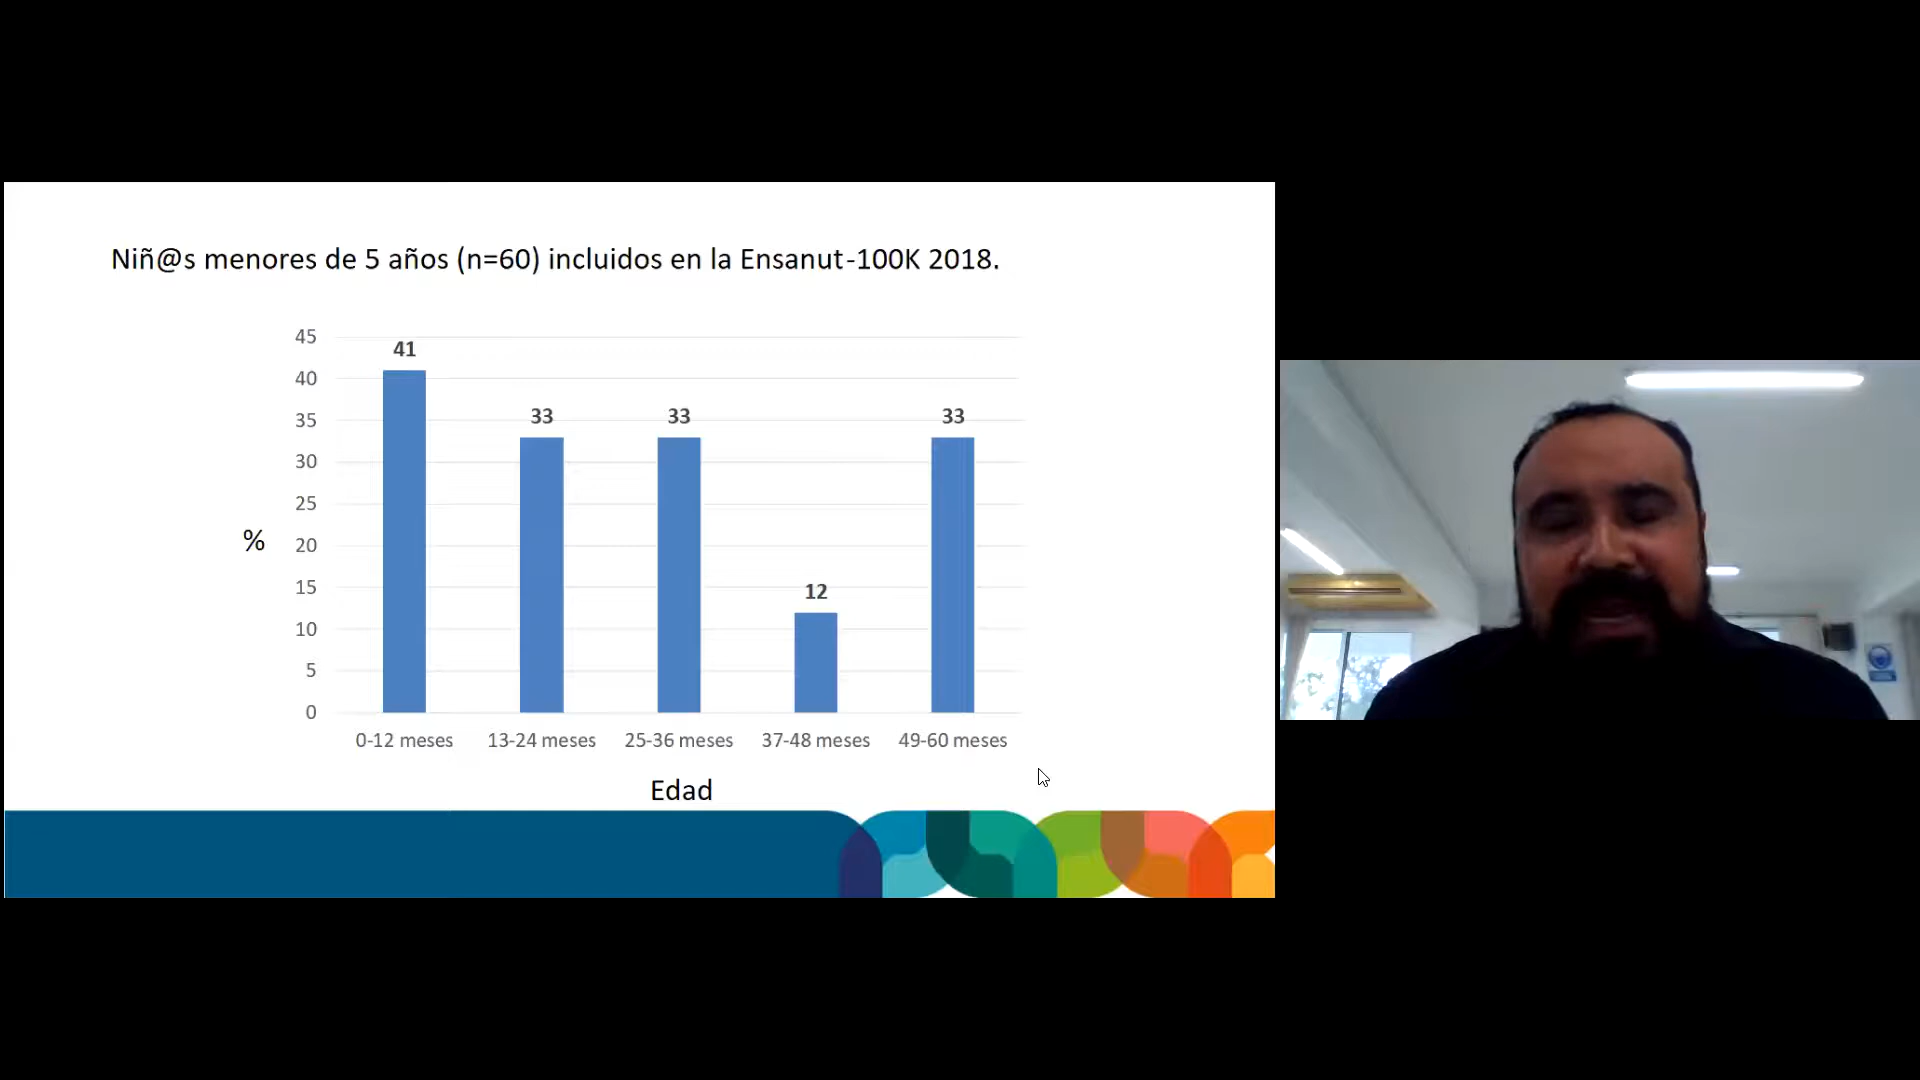 Niñ@s menores de 5 años (n=60) incluidos en la Ensanut-100K 2018.
45
40
35
30
25
20
15
10
5
0
%
41
33
33
12
33
0-12 meses
13-24 meses
25-36 meses
37-48 meses
49-60 meses
Edad